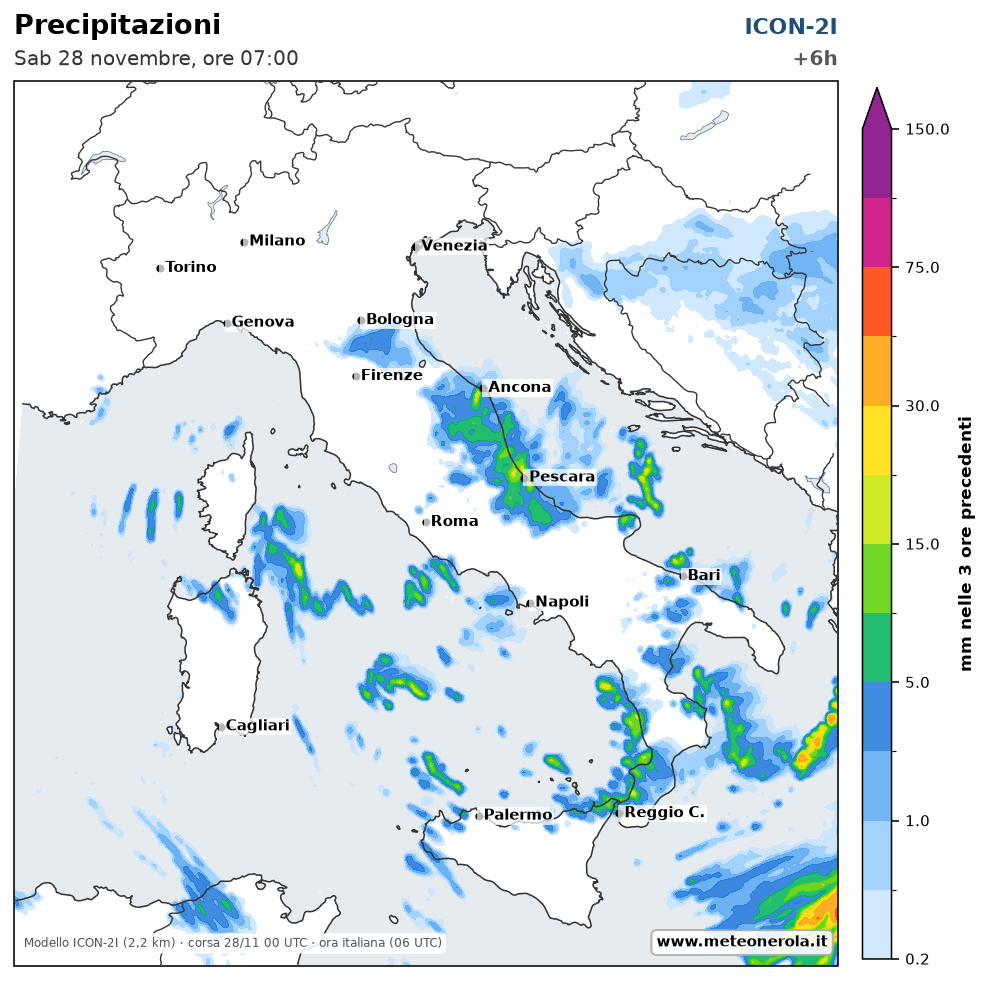 Precipitazioni
ICON-2I
Sab 28 novembre, ore 07:00
+6h
150.0
75.0
30.0
15.0
5.0
1.0
0.2
mm nelle 3 ore precedenti
Milano
Venezia
Torino
Genova
Bologna
Firenze
Ancona
Pescara
Roma
Bari
Napoli
Cagliari
Palermo
Reggio C.
Modello ICON-2I (2,2 km) · corsa 28/11 00 UTC · ora italiana (06 UTC)
www.meteonerola.it